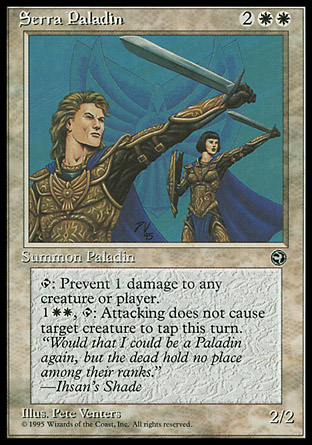 Serra Paladin 2
Summon Paladin
: Prevent 1 damage to any
creature or player.
1 , : Attacking does not cause
target creature to tap this turn.
“Would that I could be a Paladin
again, but the dead hold no place
among their ranks.”
—Ihsan's Shade
2/2
Illus. Pete Venters
© 1995 Wizards of the Coast, Inc. All rights reserved.